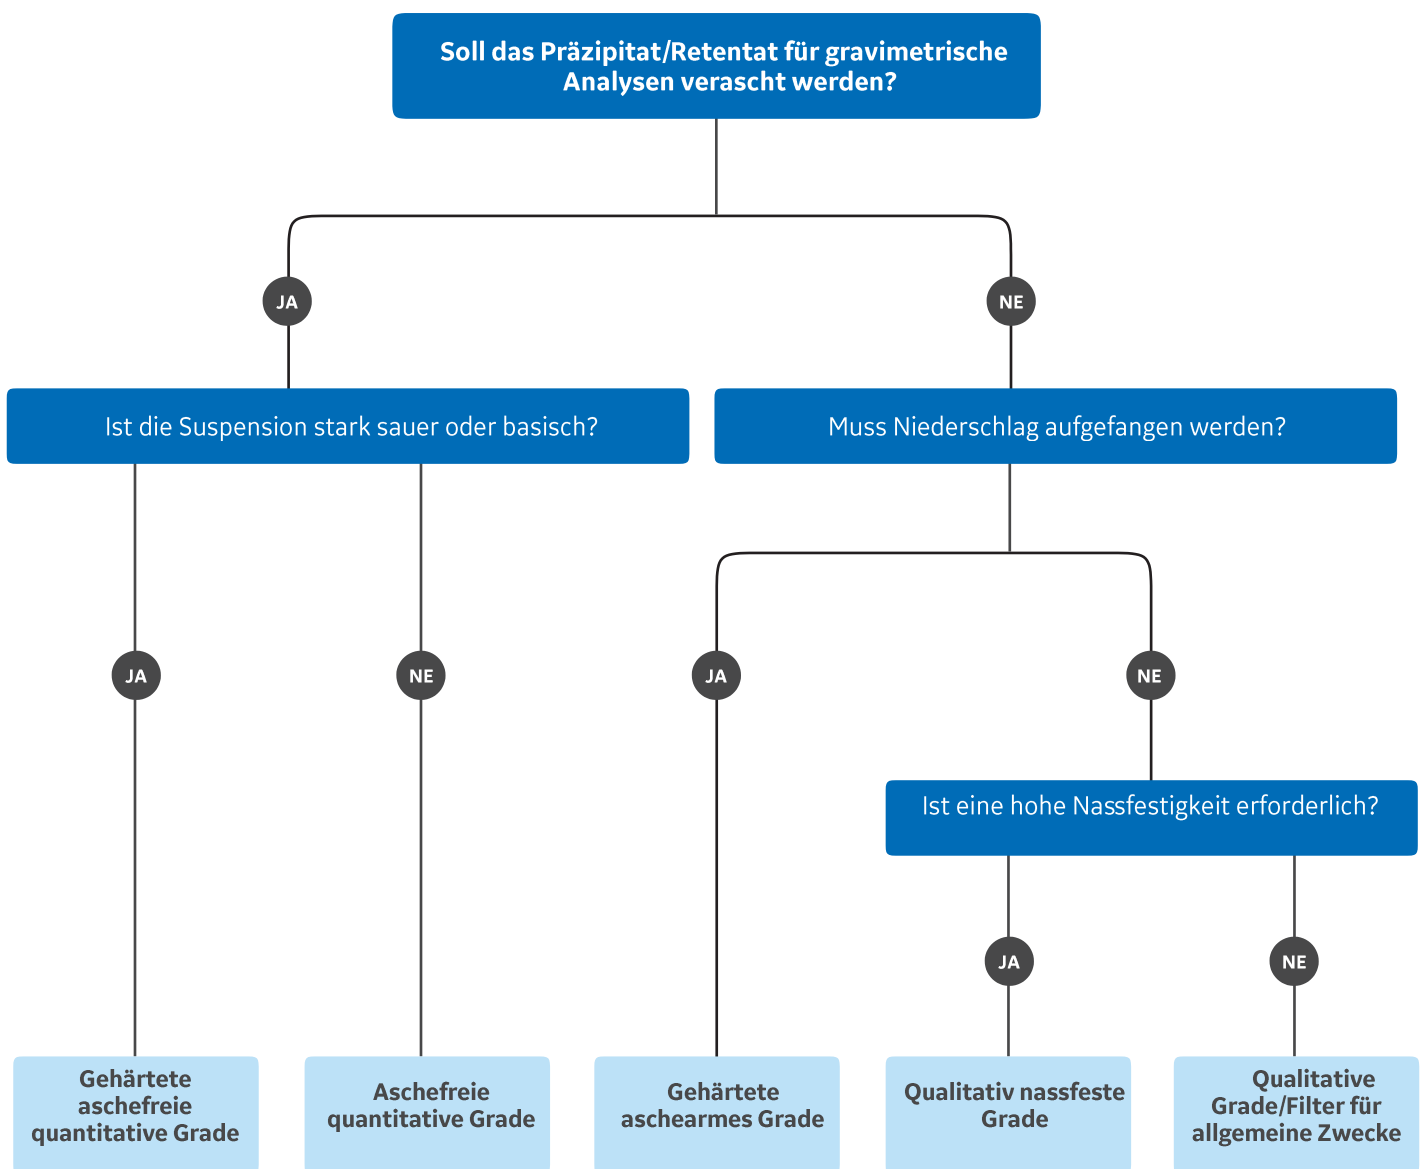 Soll das Präzipitat/Retentat für gravimetrische
Analysen verascht werden?
JA
NE
Ist die Suspension stark sauer oder basisch?
Muss Niederschlag aufgefangen werden?
JA
NE
JA
NE
Ist eine hohe Nassfestigkeit erforderlich?
JA
NE
Gehärtete
aschefreie
quantitative Grade
Aschefreie
quantitative Grade
Gehärtete
aschearmes Grade
Qualitativ nassfeste
Grade
Qualitative
Grade/Filter für
allgemeine Zwecke